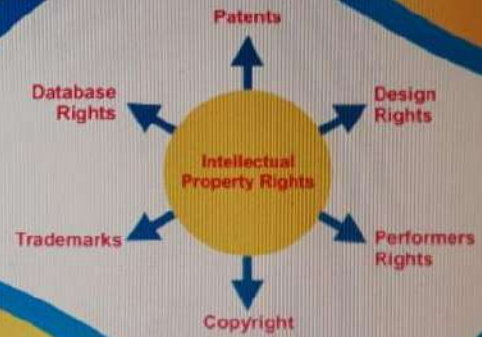 Patents
Database
Rights
Design
Rights
Intellectual
Property Rights
Trademarks
Performers
Rights
Copyright